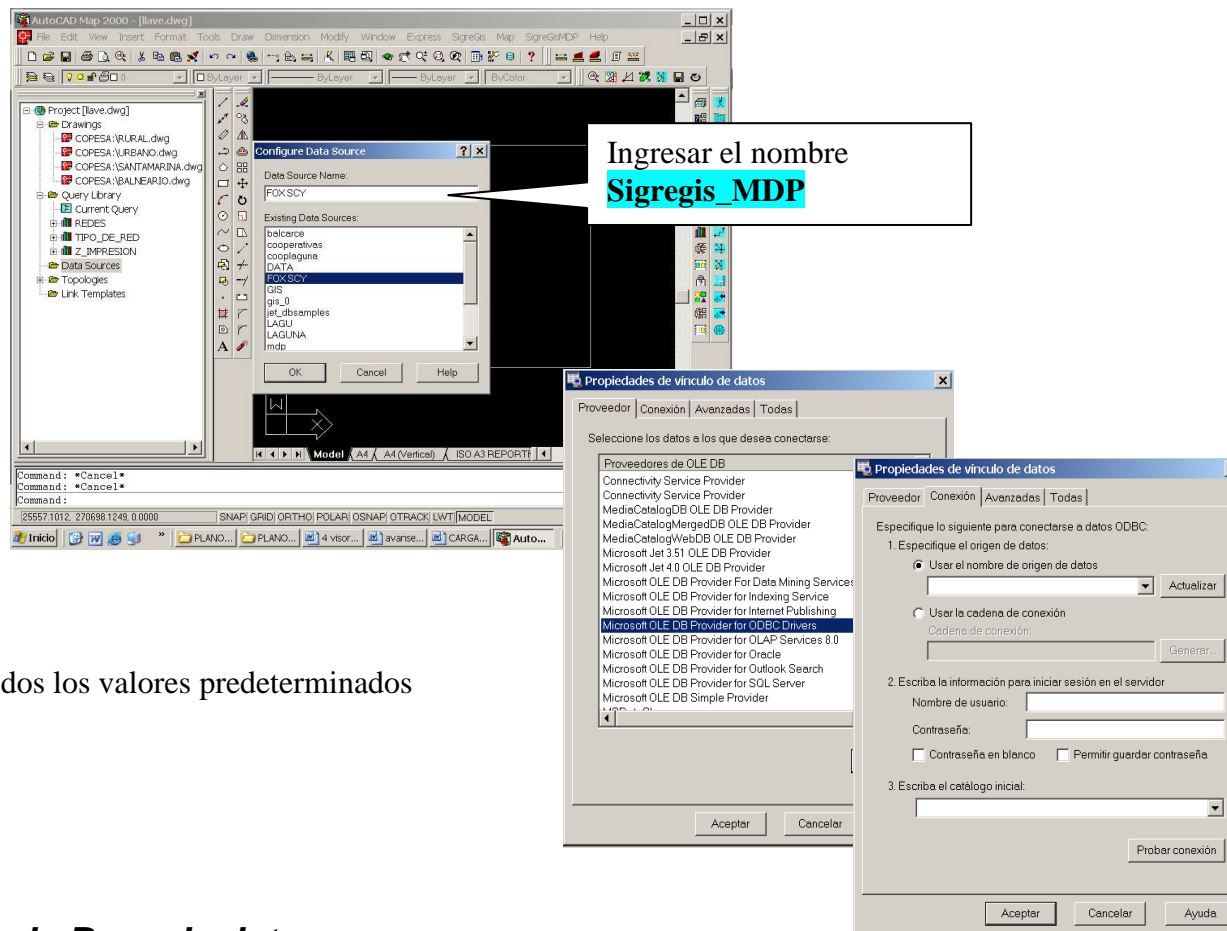 AutoCAD Map 2000 - [llave.dwg]
File Edit View Insert Format Tools Draw Dimension Modify Window Express SigreGis Map SigreGisMDP Help
0 ByLayer ByLayer ByLayer ByColor
Project [llave.dwg]
Drawings
COPESA:\RURAL.dwg
COPESA:\URBANO.dwg
COPESA:\SANTAMARINA.dwg
COPESA:\BALNEARIO.dwg
Query Library
Current Query
REDES
TIPO_DE_RED
Z_IMPRESION
Data Sources
Topologies
Link Templates
Configure Data Source
Data Source Name:
FOXSCY
Existing Data Sources:
balcarce
cooperativas
cooplaguna
DATA
FOXSCY
GIS
gis_0
jet_dbsamples
LAGU
LAGUNA
mdp
OK Cancel Help
W
X
Model A4 A4 (Vertical) ISO A3 REPORTE
Command: *Cancel*
Command: *Cancel*
Command:
25557.1012, 270698.1249, 0.0000 SNAP GRID ORTHO POLAR OSNAP OTRACK LWT MODEL
Inicio » PLANO... PLANO... 4 visor... avanse... CARGA... Auto...
Ingresar el nombre
Sigregis_MDP
Propiedades de vínculo de datos
Proveedor Conexión Avanzadas Todas
Seleccione los datos a los que desea conectarse:
Proveedores de OLE DB
Connectivity Service Provider
Connectivity Service Provider
MediaCatalogDB OLE DB Provider
MediaCatalogMergedDB OLE DB Provider
MediaCatalogWebDB OLE DB Provider
Microsoft Jet 3.51 OLE DB Provider
Microsoft Jet 4.0 OLE DB Provider
Microsoft OLE DB Provider For Data Mining Services
Microsoft OLE DB Provider for Indexing Service
Microsoft OLE DB Provider for Internet Publishing
Microsoft OLE DB Provider for ODBC Drivers
Microsoft OLE DB Provider for OLAP Services 8.0
Microsoft OLE DB Provider for Oracle
Microsoft OLE DB Provider for Outlook Search
Microsoft OLE DB Provider for SQL Server
Microsoft OLE DB Simple Provider
Aceptar Cancelar
Propiedades de vínculo de datos
Proveedor Conexión Avanzadas Todas
Especifique lo siguiente para conectarse a datos ODBC:
1. Especifique el origen de datos:
Usar el nombre de origen de datos
Actualizar
Usar la cadena de conexión
Cadena de conexión:
Generar...
2. Escriba la información para iniciar sesión en el servidor
Nombre de usuario:
Contraseña:
Contraseña en blanco Permitir guardar contraseña
3. Escriba el catálogo inicial:
Probar conexión
Aceptar Cancelar Ayuda
dos los valores predeterminados